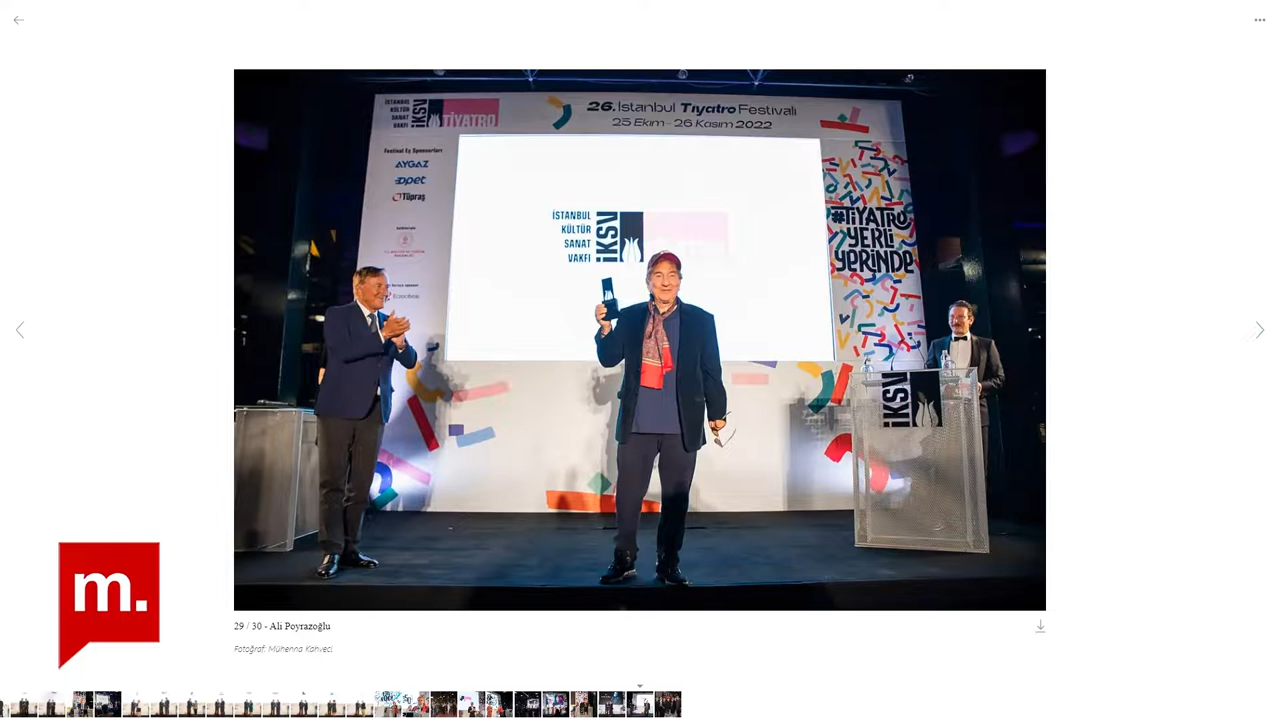 İSTANBUL
KÜLTÜR
SANAT
VAKFI
İKSV
TİYATRO
26. İstanbul Tiyatro Festivali
25 Ekim - 26 Kasım 2022
Festival Eş Sponsorları
AYGAZ
Opet
Tüpraş
İSTANBUL
KÜLTÜR
SANAT
VAKFI
İKSV
#TİYATRO
YERLİ
YERİNDE
İKSV
m.
29 / 30 - Ali Poyrazoğlu
Fotoğraf: Mühenna Kahveci